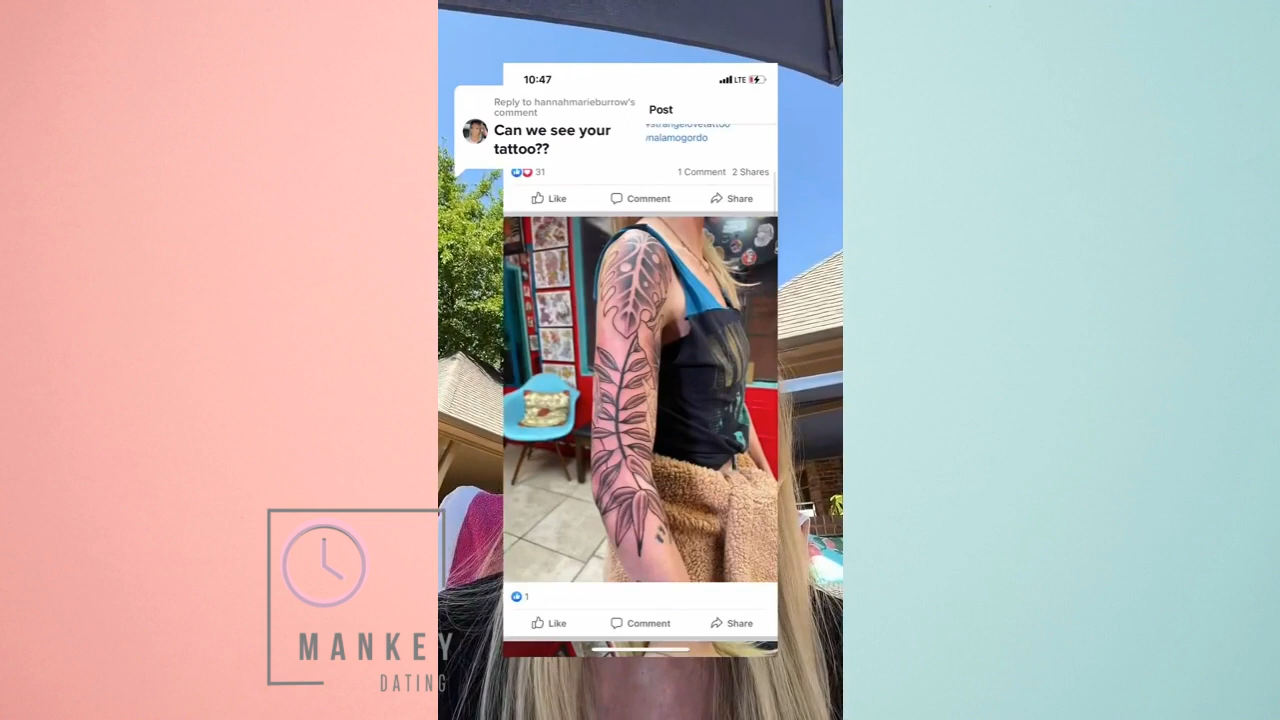 10:47
LTE
Reply to hannahmarieburrow's
comment
Can we see your
tattoo??
Post
#strangelovetattoo
31
1 Comment 2 Shares
Like Comment Share
1
Like Comment Share
MANKEY
DATING